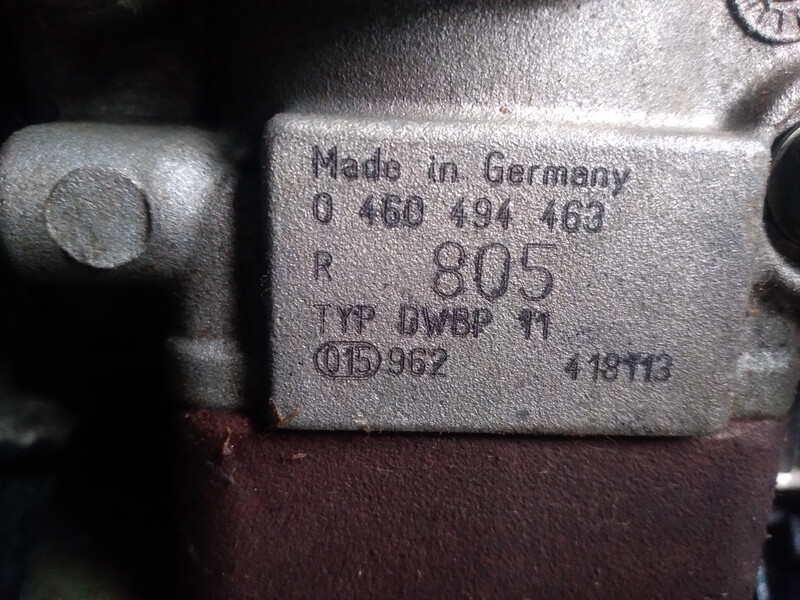 Made in Germany
0 460 494 463
R 805
TYP DWBP 11
015 962 418113